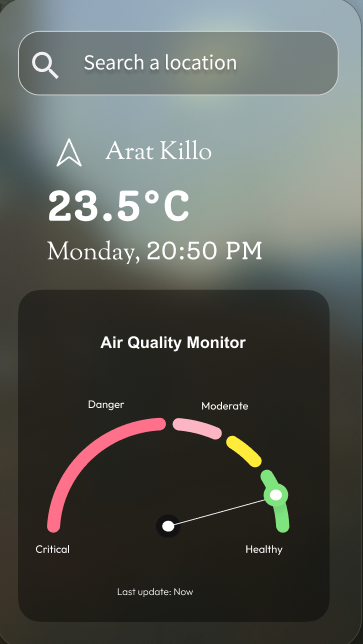 Search a location
Arat Killo
23.5°C
Monday, 20:50 PM
Air Quality Monitor
Danger
Moderate
Critical
Healthy
Last update: Now